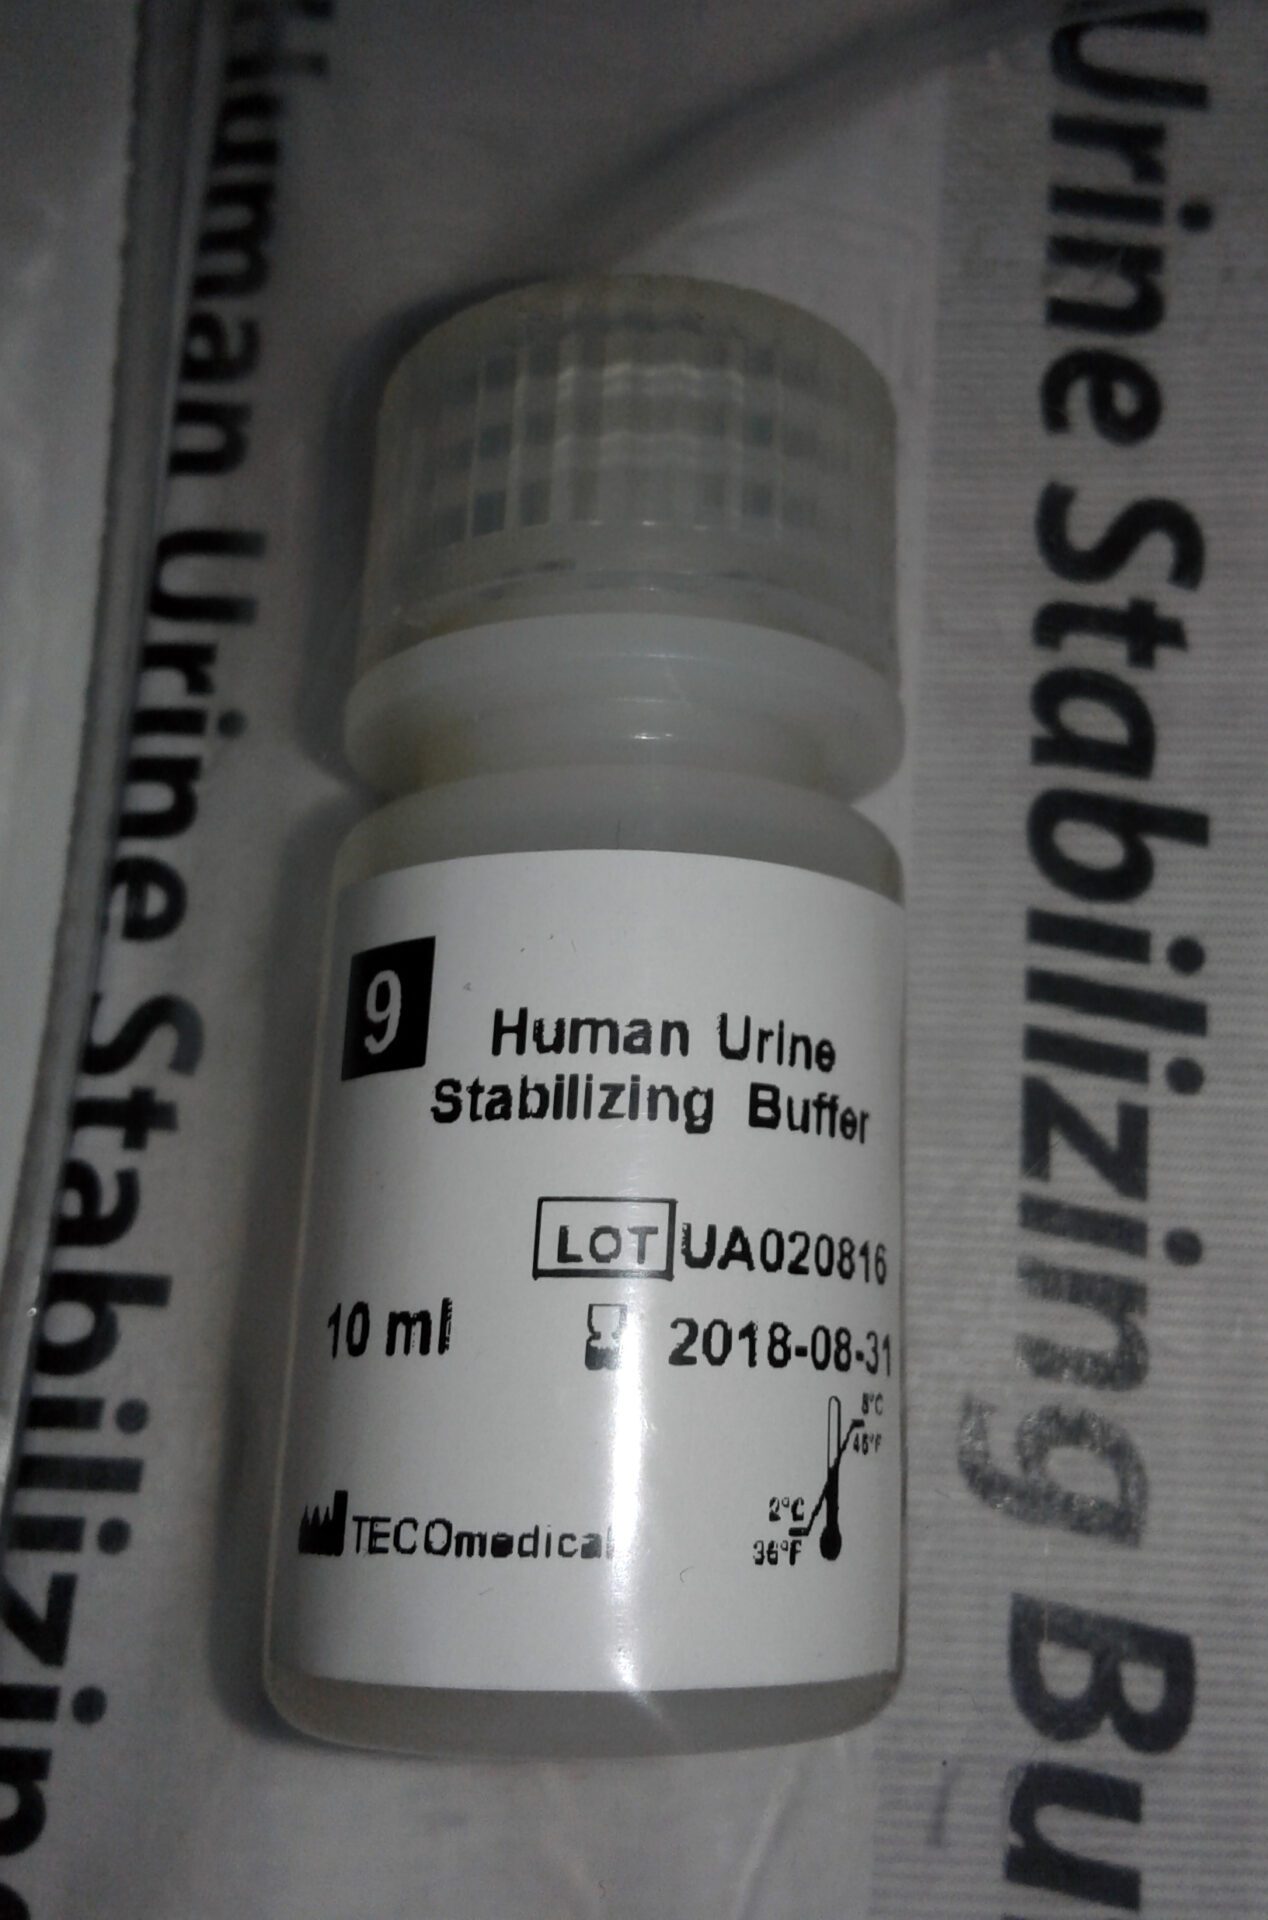 Human Urine Stabilizing
Urine Stabilizing Bu
9
Human Urine
Stabilizing Buffer
LOT UA020816
10 ml
2018-08-31
8°C
46°F
2°C
36°F
TECOmedical